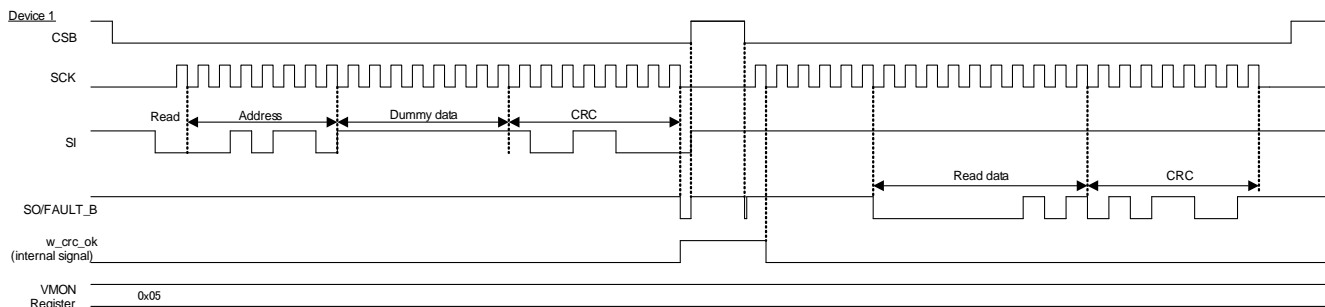 Device 1
CSB
SCK
Read Address Dummy data CRC
SI
Read data CRC
SO/FAULT_B
w_crc_ok
(internal signal)
VMON
Register 0x05